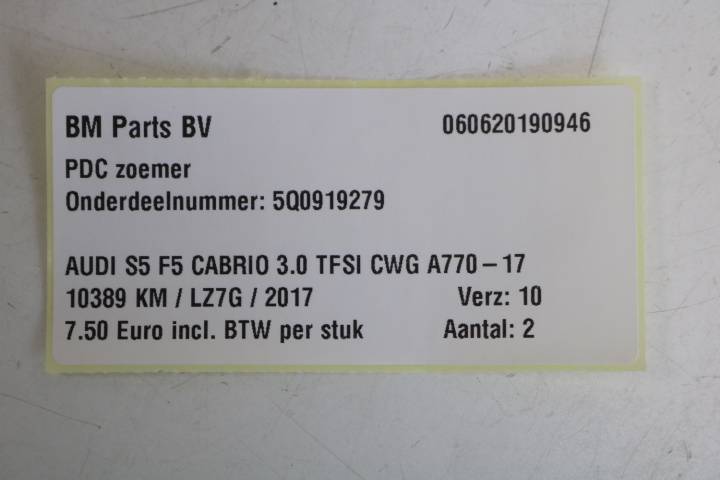 BM Parts BV 060620190946
PDC zoemer
Onderdeelnummer: 5Q0919279
AUDI S5 F5 CABRIO 3.0 TFSI CWG A770 – 17
10389 KM / LZ7G / 2017 Verz: 10
7.50 Euro incl. BTW per stuk Aantal: 2